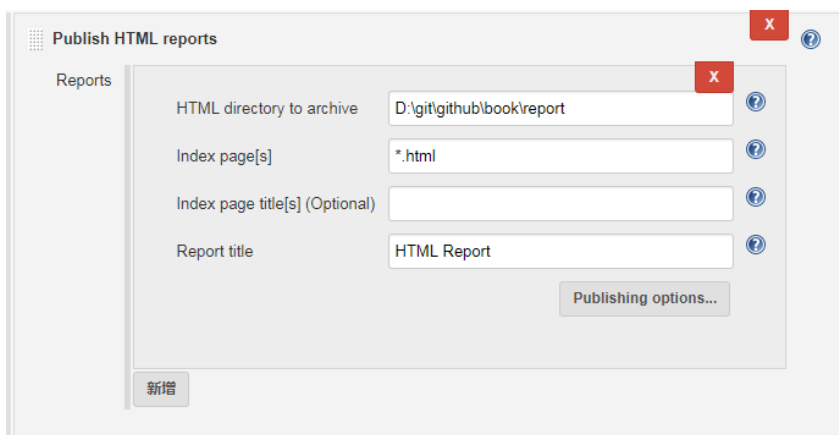 Publish HTML reports
X
Reports
X
HTML directory to archive
D:\git\github\book\report
Index page[s]
*.html
Index page title[s] (Optional)
Report title
HTML Report
Publishing options...
新增